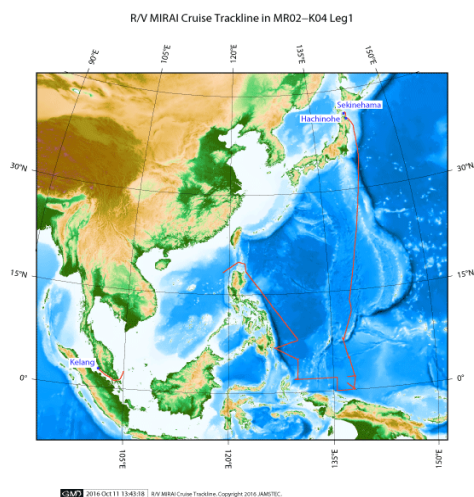 R/V MIRAI Cruise Trackline in MR02−K04 Leg1
90°E
105°E
120°E
135°E
150°E
Sekinehama
Hachinohe
30°N
30°N
15°N
15°N
Kelang
0°
0°
105°E
120°E
135°E
150°E
GMD 2016 Oct 11 13:43:18 R/V MIRAI Cruise Trackline. Copyright 2016 JAMSTEC.